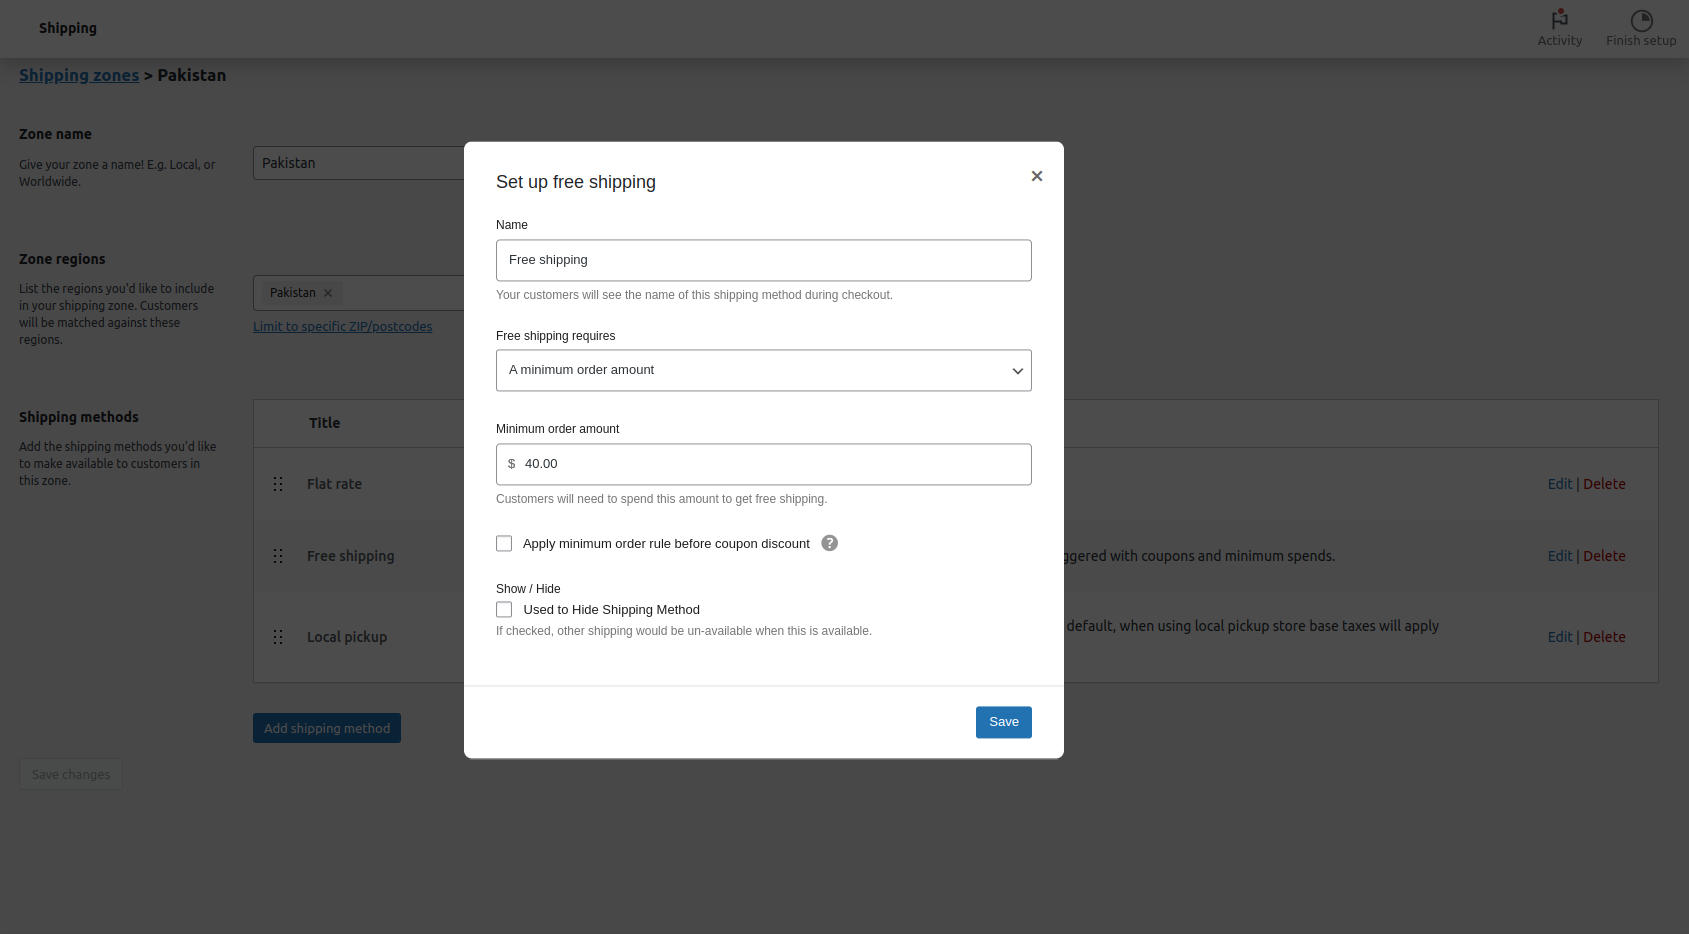 Shipping
Activity
Finish setup
Shipping zones > Pakistan
Zone name
Give your zone a name! E.g. Local, or
Worldwide.
Pakistan
Zone regions
List the regions you'd like to include
in your shipping zone. Customers
will be matched against these
regions.
Pakistan ×
Limit to specific ZIP/postcodes
Shipping methods
Add the shipping methods you'd like
to make available to customers in
this zone.
Title
Flat rate
Edit | Delete
Free shipping
ggered with coupons and minimum spends.
Edit | Delete
Local pickup
default, when using local pickup store base taxes will apply
Edit | Delete
Add shipping method
Save changes
Set up free shipping
×
Name
Free shipping
Your customers will see the name of this shipping method during checkout.
Free shipping requires
A minimum order amount
Minimum order amount
$ 40.00
Customers will need to spend this amount to get free shipping.
Apply minimum order rule before coupon discount ?
Show / Hide
Used to Hide Shipping Method
If checked, other shipping would be un-available when this is available.
Save